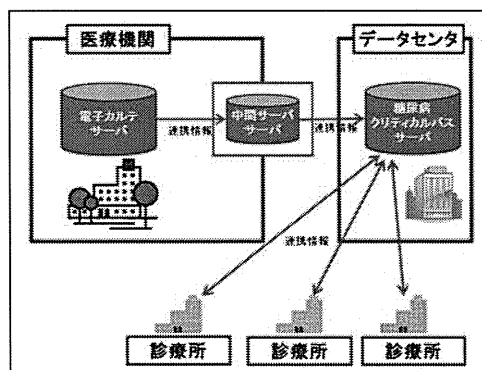 医療機関
データセンタ
電子カルテ
サーバ
連携情報
中間サーバ
サーバ
連携情報
糖尿病
クリティカルパス
サーバ
連携情報
診療所
診療所
診療所